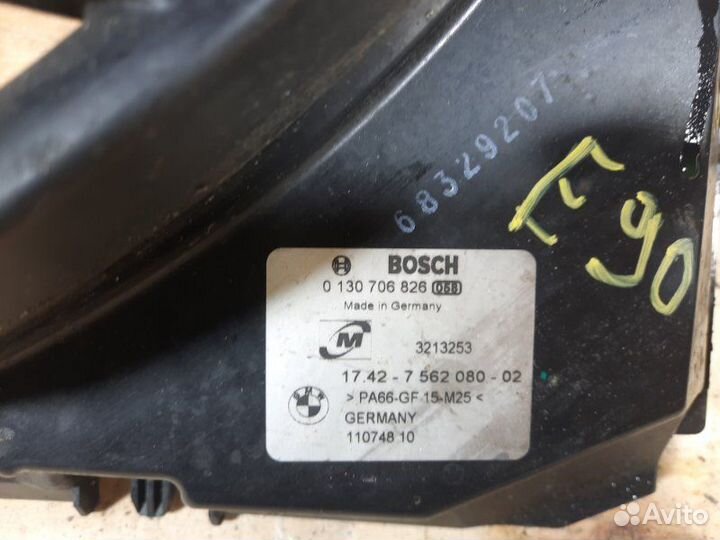 68329207
E90
BOSCH
0 130 706 826 058
Made in Germany
3213253
17.42 - 7 562 080 - 02
BMW
> PA66-GF 15-M25 <
GERMANY
110748 10
Avito